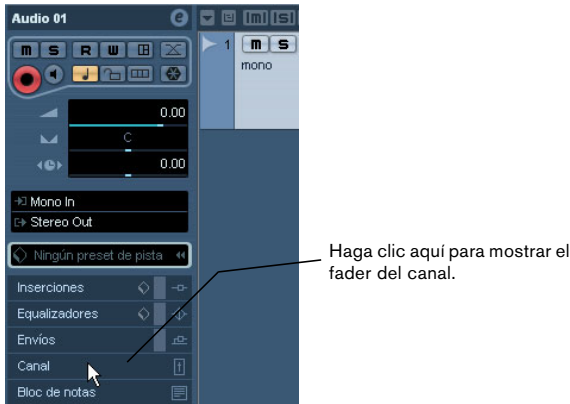 Audio 01 e
m S R W
0.00
C
0.00
Mono In
Stereo Out
Ningún preset de pista
Inserciones
Equalizadores
Envíos
Canal f
Bloc de notas
m S
1 m S
mono
Haga clic aquí para mostrar el
fader del canal.